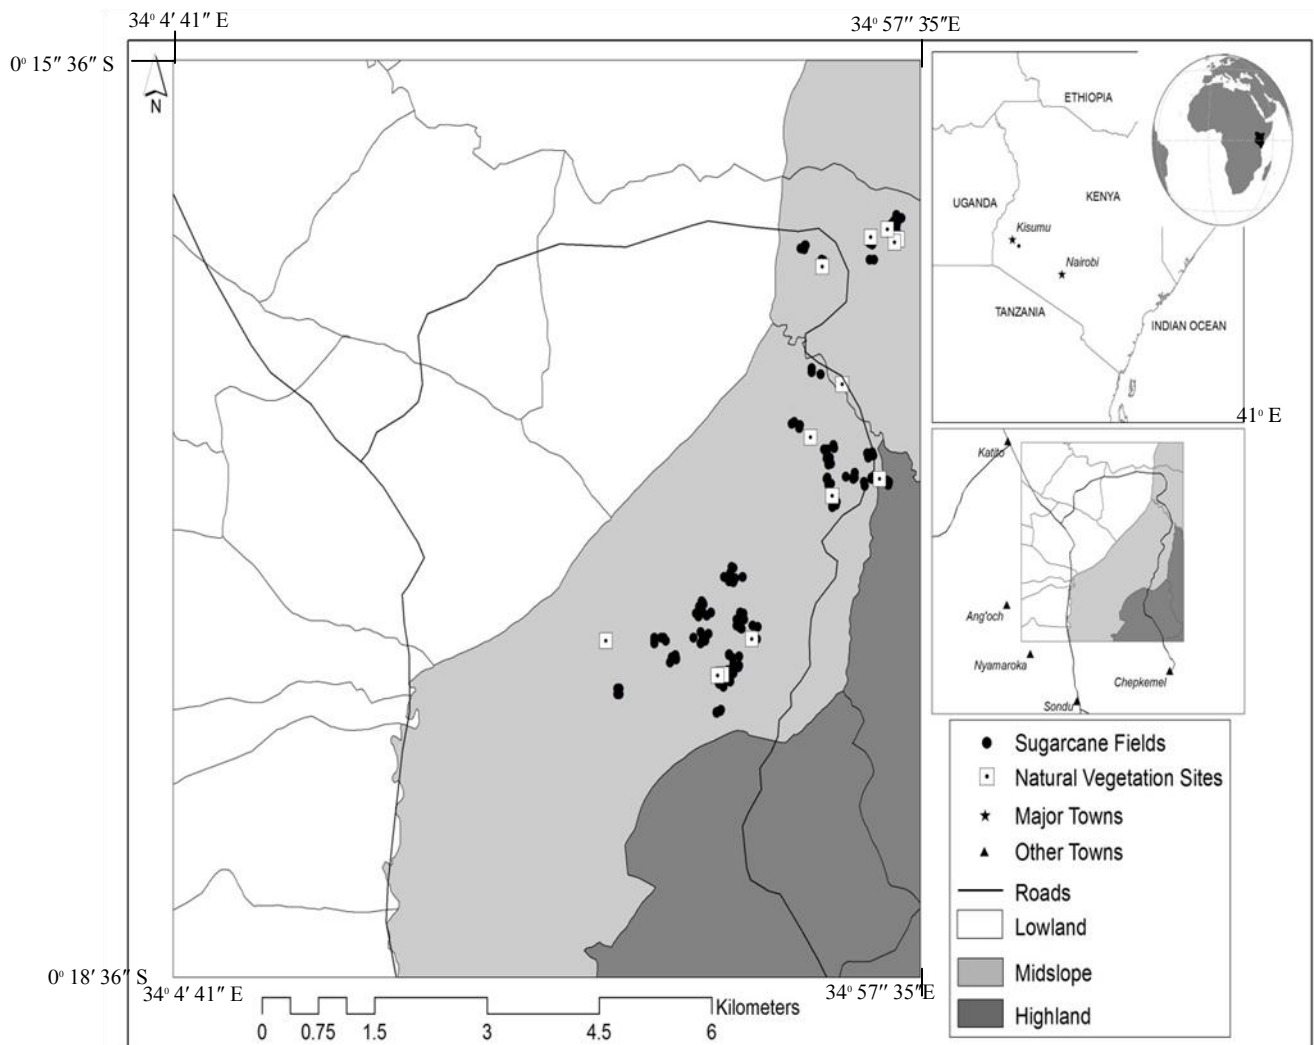 34° 4' 41" E
34° 57'' 35"E
0° 15" 36" S
N
ETHIOPIA
UGANDA
KENYA
Kisumu
Nairobi
TANZANIA
INDIAN OCEAN
41° E
Katito
Ang'och
Nyamaroka
Chepkemel
Sondu
Sugarcane Fields
Natural Vegetation Sites
Major Towns
Other Towns
Roads
Lowland
Midslope
Highland
0° 18' 36" S
34° 4' 41" E
34° 57" 35"E
Kilometers
0 0.75 1.5 3 4.5 6